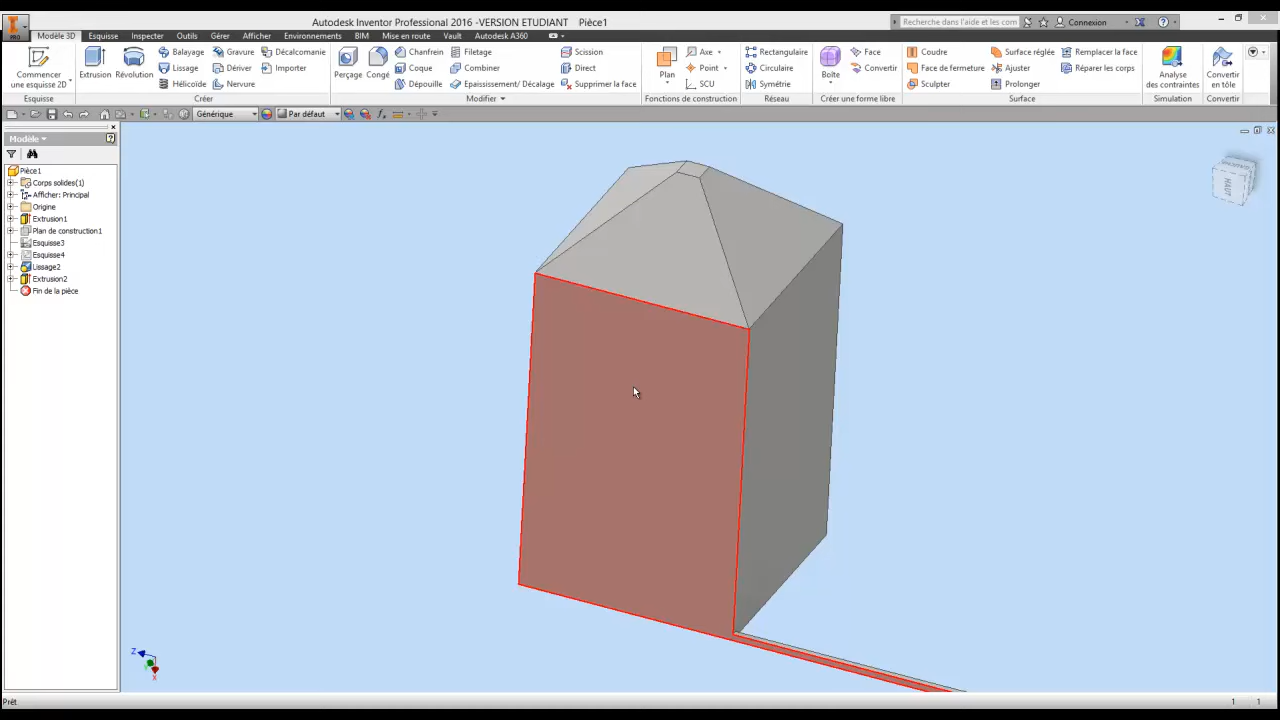 Autodesk Inventor Professional 2016 -VERSION ETUDIANT Pièce1
Recherche dans l'aide et les com
Connexion
PRO
Modèle 3D Esquisse Inspecter Outils Gérer Afficher Environnements BIM Mise en route Vault Autodesk A360
Commencer une esquisse 2D
Esquisse
Extrusion Révolution
Balayage Gravure Décalcomanie
Lissage Dériver Importer
Hélicoïde Nervure
Créer
Perçage Congé
Chanfrein Filetage Scission
Coque Combiner Direct
Dépouille Epaississement/ Décalage Supprimer la face
Modifier
Plan
Axe
Point
SCU
Fonctions de construction
Rectangulaire
Circulaire
Symétrie
Réseau
Boîte
Face
Convertir
Créer une forme libre
Coudre Surface réglée Remplacer la face
Face de fermeture Ajuster Réparer les corps
Sculpter Prolonger
Surface
Analyse des contraintes
Simulation
Convertir en tôle
Convertir
Générique Par défaut
Modèle
Pièce1
Corps solides(1)
Afficher: Principal
Origine
Extrusion1
Plan de construction1
Esquisse3
Esquisse4
Lissage2
Extrusion2
Fin de la pièce
HAUT
Z
X
Prêt
1 1